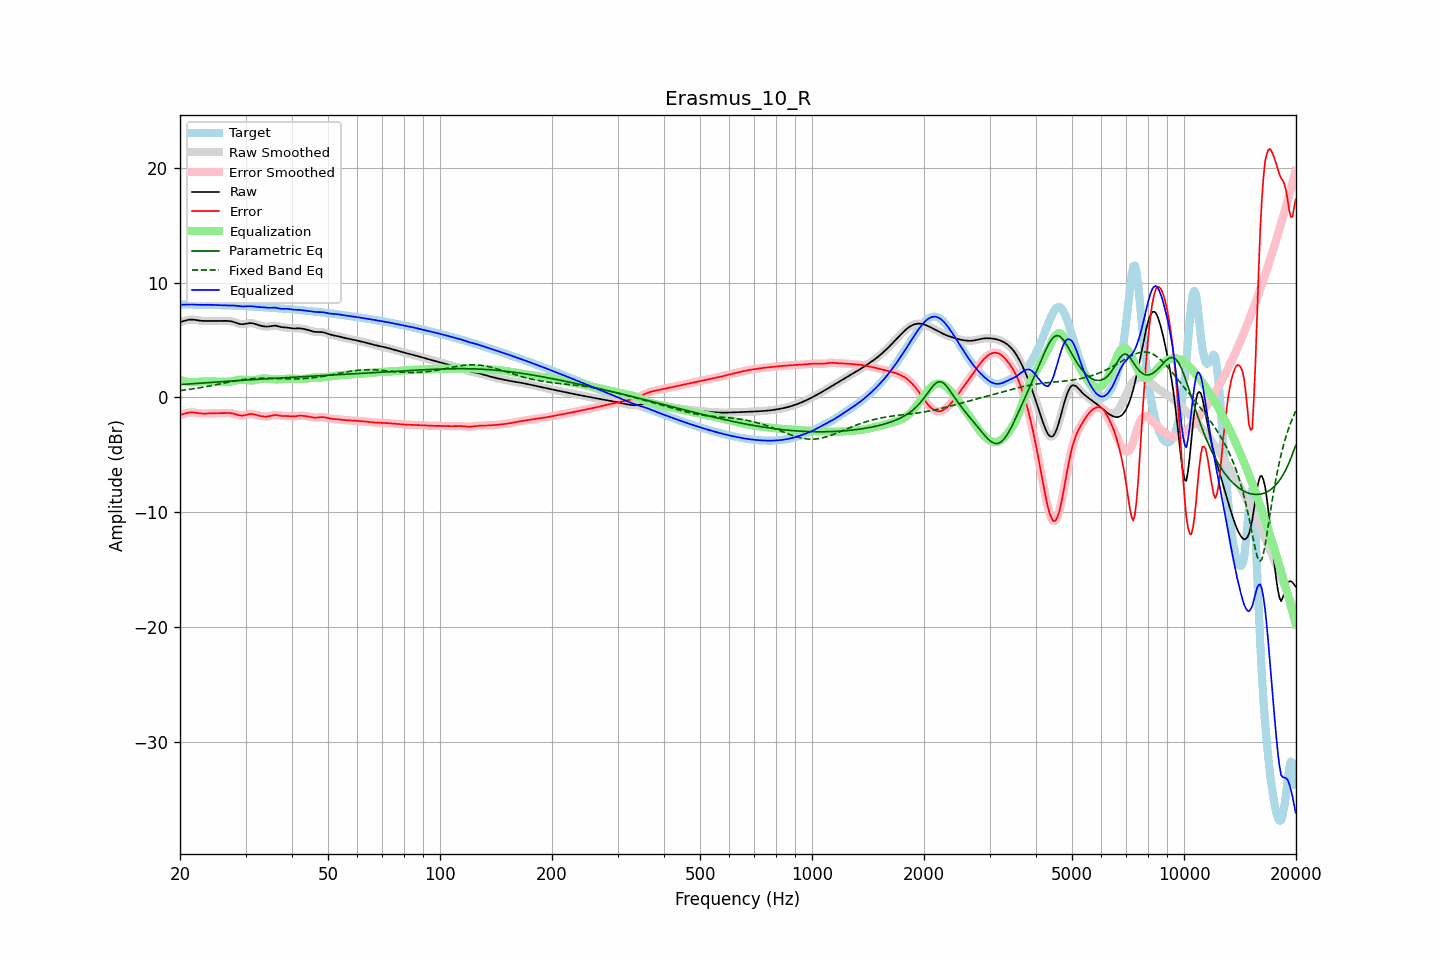 Erasmus_10_R
Target
Raw Smoothed
Error Smoothed
Raw
Error
Equalization
Parametric Eq
Fixed Band Eq
Equalized
20
10
0
−10
−20
−30
Amplitude (dBr)
20 50 100 200 500 1000 2000 5000 10000 20000
Frequency (Hz)